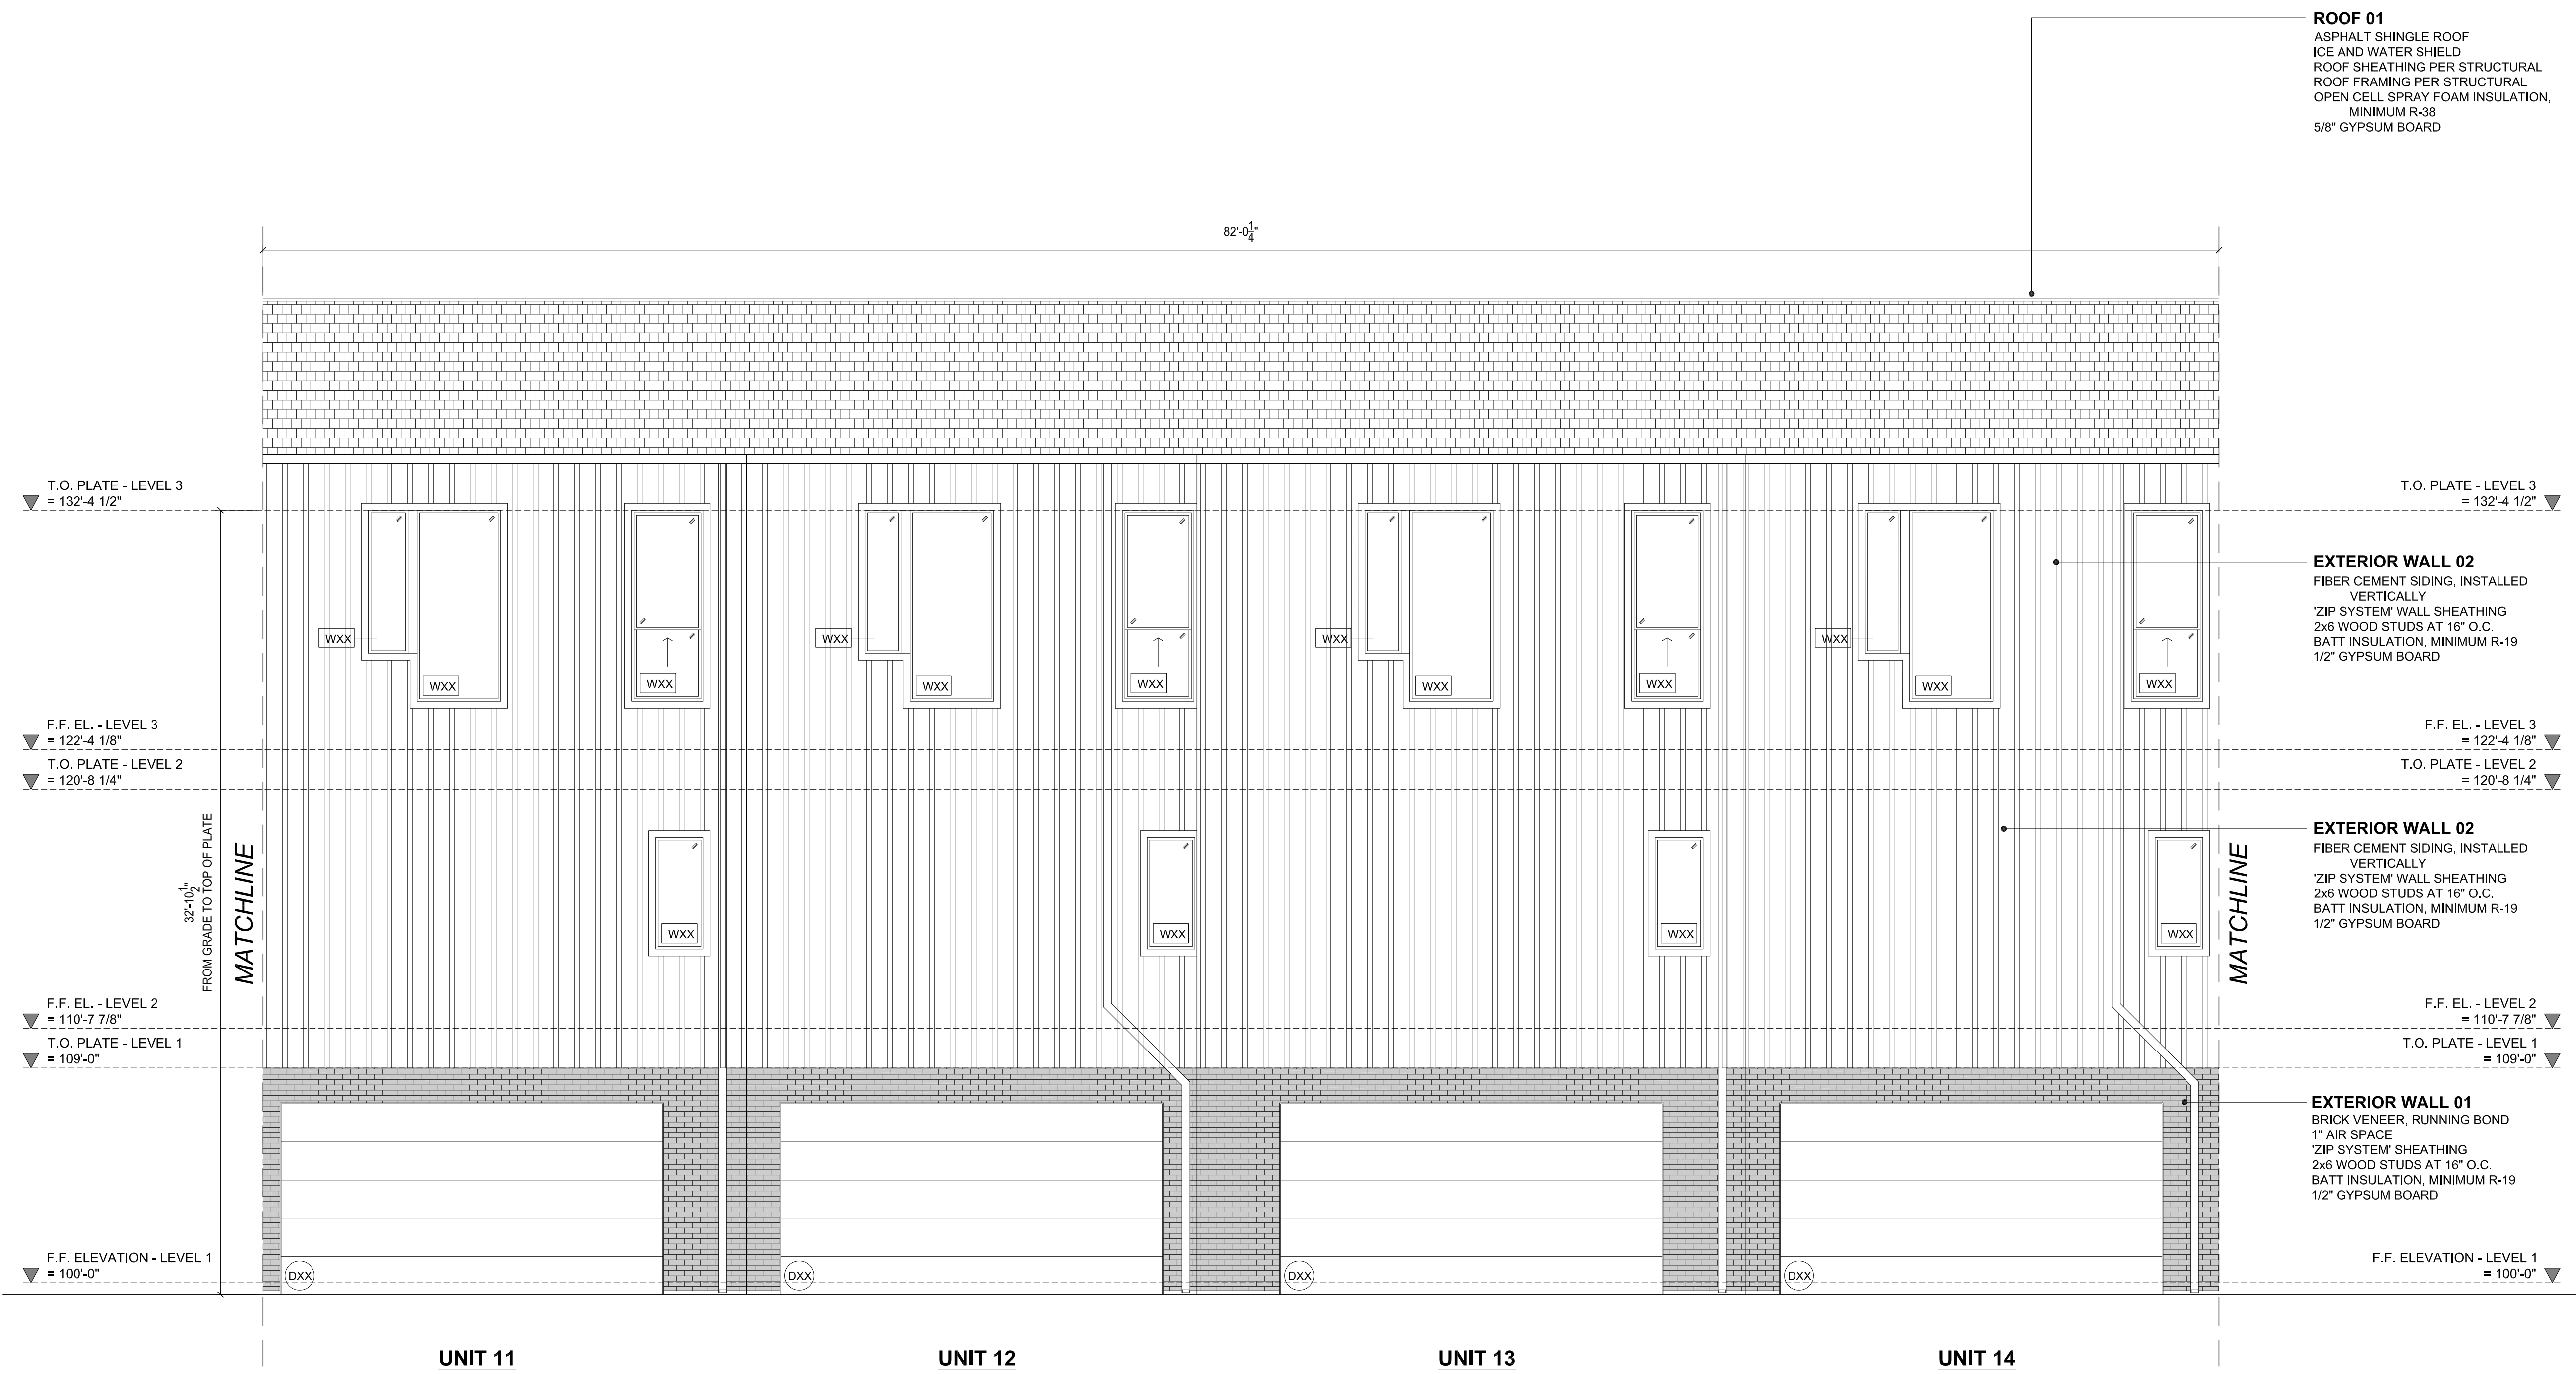 ROOF 01
ASPHALT SHINGLE ROOF
ICE AND WATER SHIELD
ROOF SHEATHING PER STRUCTURAL
ROOF FRAMING PER STRUCTURAL
OPEN CELL SPRAY FOAM INSULATION,
MINIMUM R-38
5/8" GYPSUM BOARD
82'-0 1/4"
T.O. PLATE - LEVEL 3
= 132'-4 1/2"
T.O. PLATE - LEVEL 3
= 132'-4 1/2"
EXTERIOR WALL 02
FIBER CEMENT SIDING, INSTALLED
VERTICALLY
'ZIP SYSTEM' WALL SHEATHING
2x6 WOOD STUDS AT 16" O.C.
BATT INSULATION, MINIMUM R-19
1/2" GYPSUM BOARD
WXX
WXX
WXX
WXX
WXX
WXX
WXX
WXX
WXX
WXX
WXX
WXX
F.F. EL. - LEVEL 3
= 122'-4 1/8"
F.F. EL. - LEVEL 3
= 122'-4 1/8"
T.O. PLATE - LEVEL 2
= 120'-8 1/4"
T.O. PLATE - LEVEL 2
= 120'-8 1/4"
32'-10 1/2"
FROM GRADE TO TOP OF PLATE
MATCHLINE
MATCHLINE
EXTERIOR WALL 02
FIBER CEMENT SIDING, INSTALLED
VERTICALLY
'ZIP SYSTEM' WALL SHEATHING
2x6 WOOD STUDS AT 16" O.C.
BATT INSULATION, MINIMUM R-19
1/2" GYPSUM BOARD
WXX
WXX
WXX
WXX
F.F. EL. - LEVEL 2
= 110'-7 7/8"
F.F. EL. - LEVEL 2
= 110'-7 7/8"
T.O. PLATE - LEVEL 1
= 109'-0"
T.O. PLATE - LEVEL 1
= 109'-0"
EXTERIOR WALL 01
BRICK VENEER, RUNNING BOND
1" AIR SPACE
'ZIP SYSTEM' SHEATHING
2x6 WOOD STUDS AT 16" O.C.
BATT INSULATION, MINIMUM R-19
1/2" GYPSUM BOARD
F.F. ELEVATION - LEVEL 1
= 100'-0"
DXX
DXX
DXX
DXX
F.F. ELEVATION - LEVEL 1
= 100'-0"
UNIT 11
UNIT 12
UNIT 13
UNIT 14